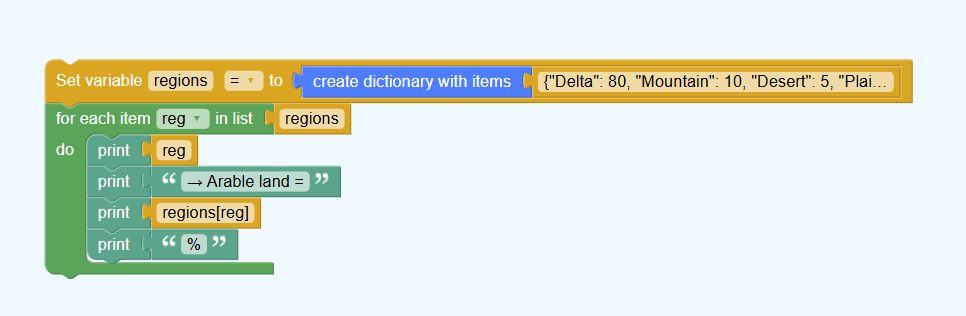 Set variable regions = to create dictionary with items {"Delta": 80, "Mountain": 10, "Desert": 5, "Plai...
for each item reg in list regions
do print reg
print “ → Arable land = ”
print regions[reg]
print “ % ”